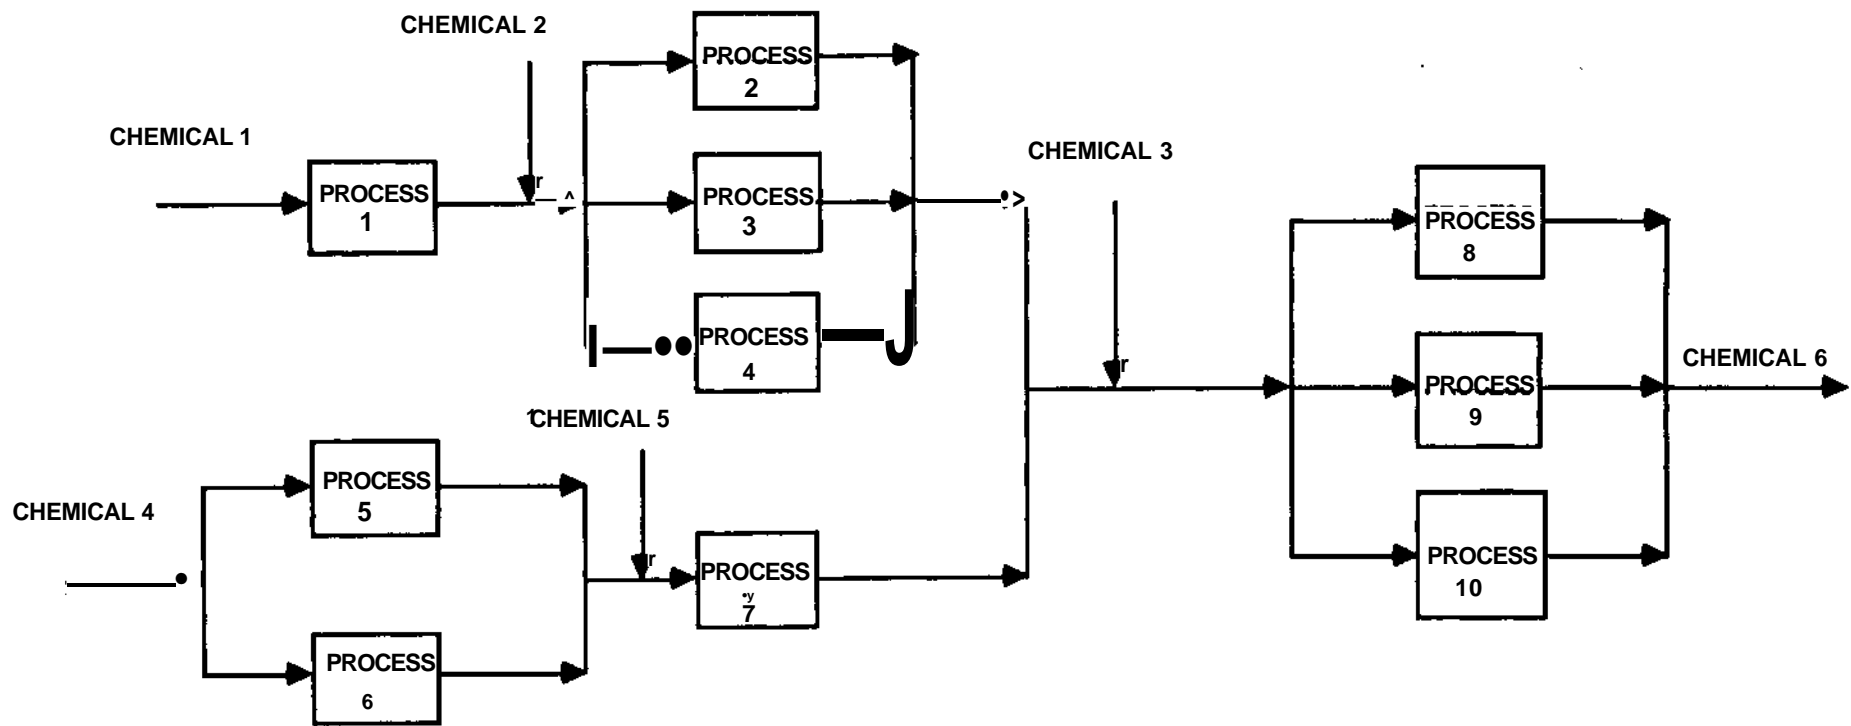 CHEMICAL 2
PROCESS
2
CHEMICAL 1
PROCESS
1
PROCESS
3
CHEMICAL 3
PROCESS
8
PROCESS
4
PROCESS
9
CHEMICAL 6
CHEMICAL 5
PROCESS
5
CHEMICAL 4
PROCESS
7
PROCESS
10
PROCESS
6